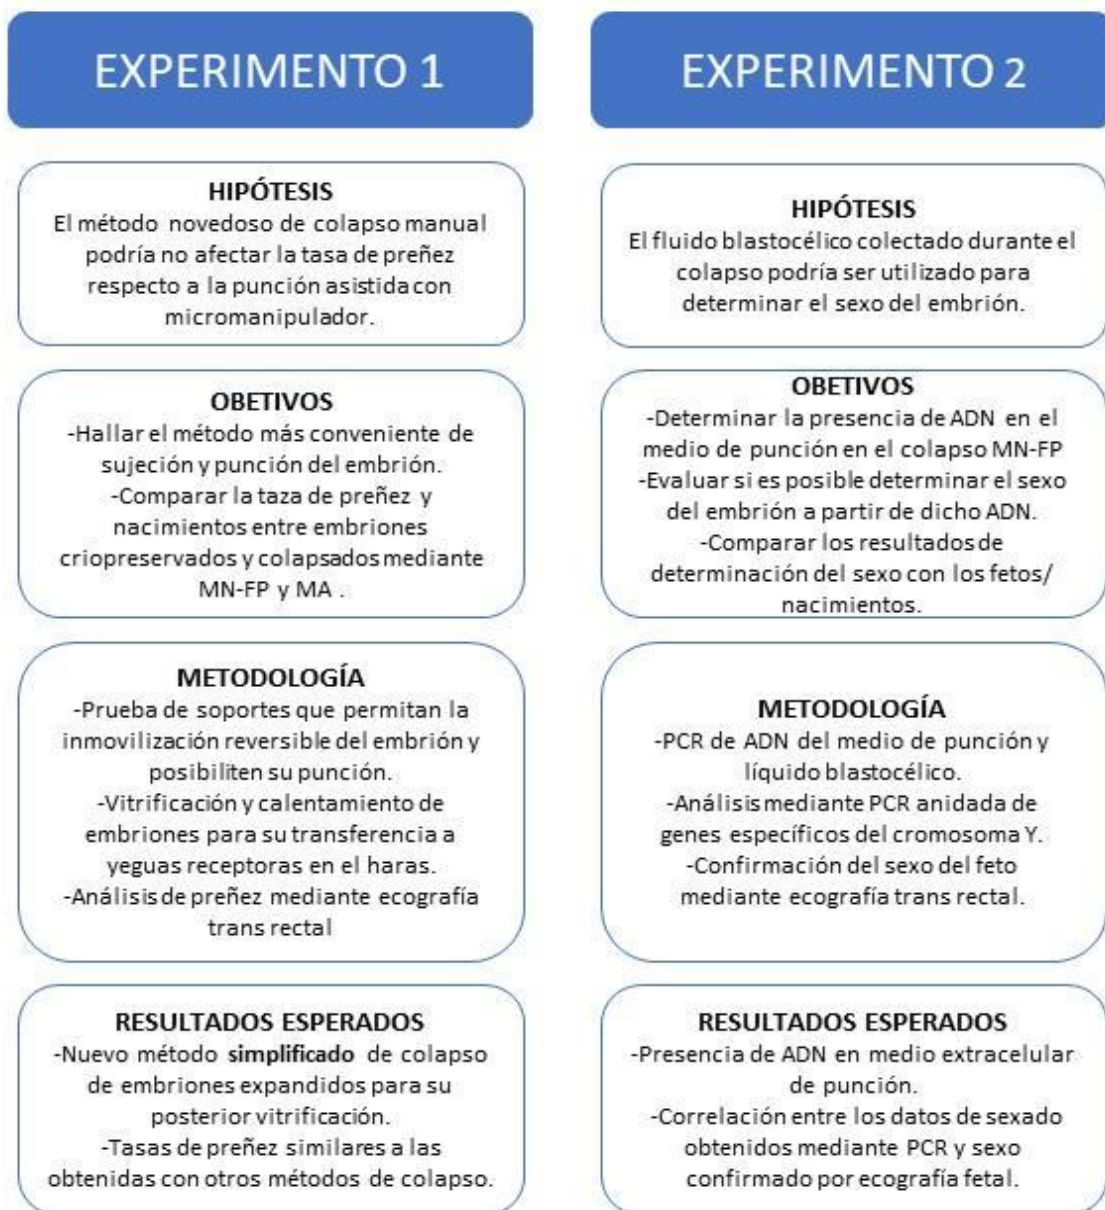 EXPERIMENTO 1
HIPÓTESIS
El método novedoso de colapso manual
podría no afectar la tasa de preñez
respecto a la punción asistida con
micromanipulador.
OBETIVOS
-Hallar el método más conveniente de
sujeción y punción del embrión.
-Comparar la taza de preñez y
nacimientos entre embriones
criopreservados y colapsados mediante
MN-FP y MA .
METODOLOGÍA
-Prueba de soportes que permitan la
inmovilización reversible del embrión y
posibiliten su punción.
-Vitrificación y calentamiento de
embriones para su transferencia a
yeguas receptoras en el haras.
-Análisis de preñez mediante ecografía
trans rectal
RESULTADOS ESPERADOS
-Nuevo método simplificado de colapso
de embriones expandidos para su
posterior vitrificación.
-Tasas de preñez similares a las
obtenidas con otros métodos de colapso.
EXPERIMENTO 2
HIPÓTESIS
El fluido blastocélico colectado durante el
colapso podría ser utilizado para
determinar el sexo del embrión.
OBETIVOS
-Determinar la presencia de ADN en el
medio de punción en el colapso MN-FP
-Evaluar si es posible determinar el sexo
del embrión a partir de dicho ADN.
-Comparar los resultados de
determinación del sexo con los fetos/
nacimientos.
METODOLOGÍA
-PCR de ADN del medio de punción y
líquido blastocélico.
-Análisis mediante PCR anidada de
genes específicos del cromosoma Y.
-Confirmación del sexo del feto
mediante ecografía trans rectal.
RESULTADOS ESPERADOS
-Presencia de ADN en medio extracelular
de punción.
-Correlación entre los datos de sexado
obtenidos mediante PCR y sexo
confirmado por ecografía fetal.